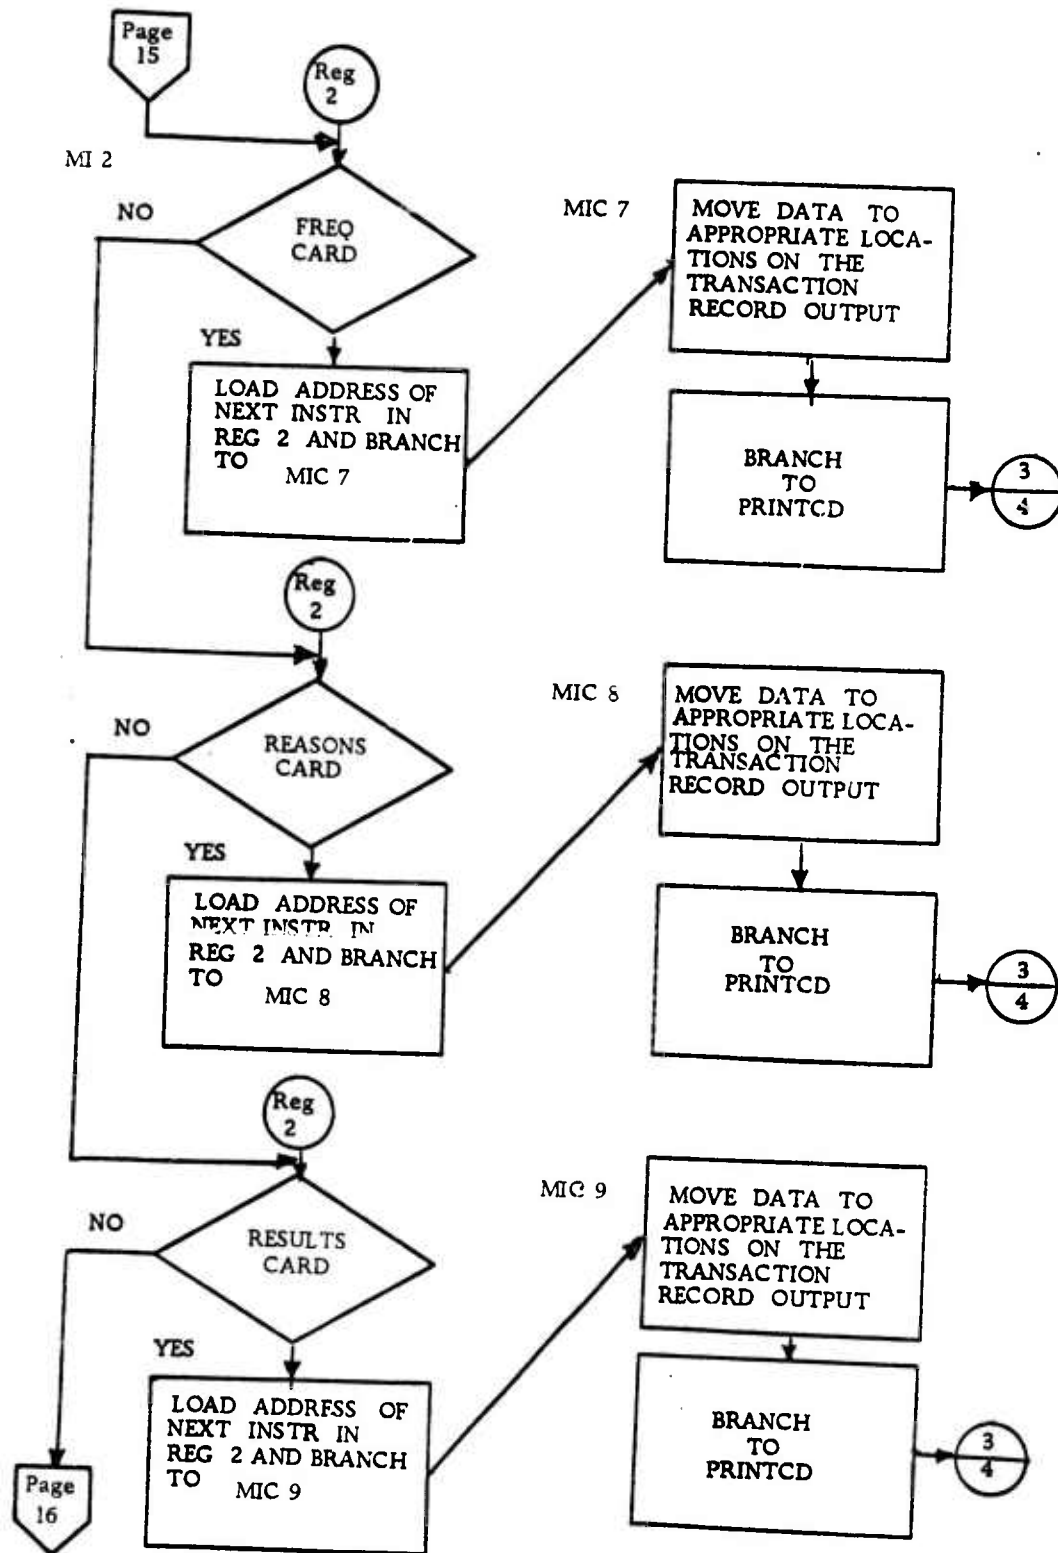 Page
15
Reg
2
MI 2
NO
FREQ
CARD
YES
LOAD ADDRESS OF
NEXT INSTR IN
REG 2 AND BRANCH
TO MIC 7
MIC 7
MOVE DATA TO
APPROPRIATE LOCA-
TIONS ON THE
TRANSACTION
RECORD OUTPUT
BRANCH
TO
PRINTCD
3
4
Reg
2
NO
REASONS
CARD
YES
LOAD ADDRESS OF
NEXT INSTR IN
REG 2 AND BRANCH
TO MIC 8
MIC 8
MOVE DATA TO
APPROPRIATE LOCA-
TIONS ON THE
TRANSACTION
RECORD OUTPUT
BRANCH
TO
PRINTCD
3
4
Reg
2
NO
RESULTS
CARD
YES
LOAD ADDRESS OF
NEXT INSTR IN
REG 2 AND BRANCH
TO MIC 9
MIC 9
MOVE DATA TO
APPROPRIATE LOCA-
TIONS ON THE
TRANSACTION
RECORD OUTPUT
BRANCH
TO
PRINTCD
3
4
Page
16